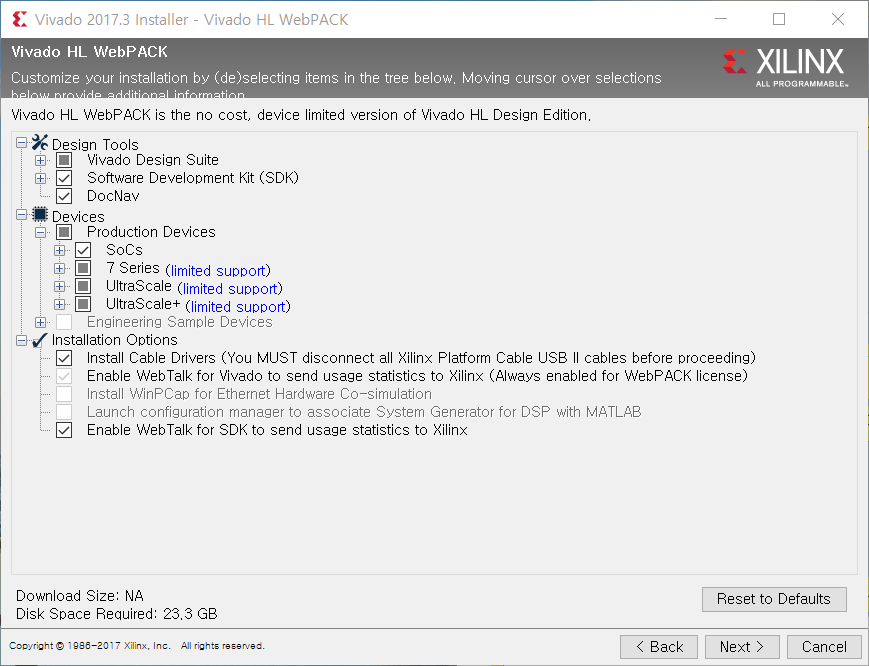 Vivado 2017.3 Installer - Vivado HL WebPACK
Vivado HL WebPACK
XILINX
ALL PROGRAMMABLE™
Customize your installation by (de)selecting items in the tree below. Moving cursor over selections
below provide additional information.
Vivado HL WebPACK is the no cost, device limited version of Vivado HL Design Edition.
Design Tools
Vivado Design Suite
Software Development Kit (SDK)
DocNav
Devices
Production Devices
SoCs
7 Series (limited support)
UltraScale (limited support)
UltraScale+ (limited support)
Engineering Sample Devices
Installation Options
Install Cable Drivers (You MUST disconnect all Xilinx Platform Cable USB II cables before proceeding)
Enable WebTalk for Vivado to send usage statistics to Xilinx (Always enabled for WebPACK license)
Install WinPCap for Ethernet Hardware Co-simulation
Launch configuration manager to associate System Generator for DSP with MATLAB
Enable WebTalk for SDK to send usage statistics to Xilinx
Download Size: NA
Disk Space Required: 23.3 GB
Reset to Defaults
Copyright © 1986-2017 Xilinx, Inc. All rights reserved.
< Back
Next >
Cancel